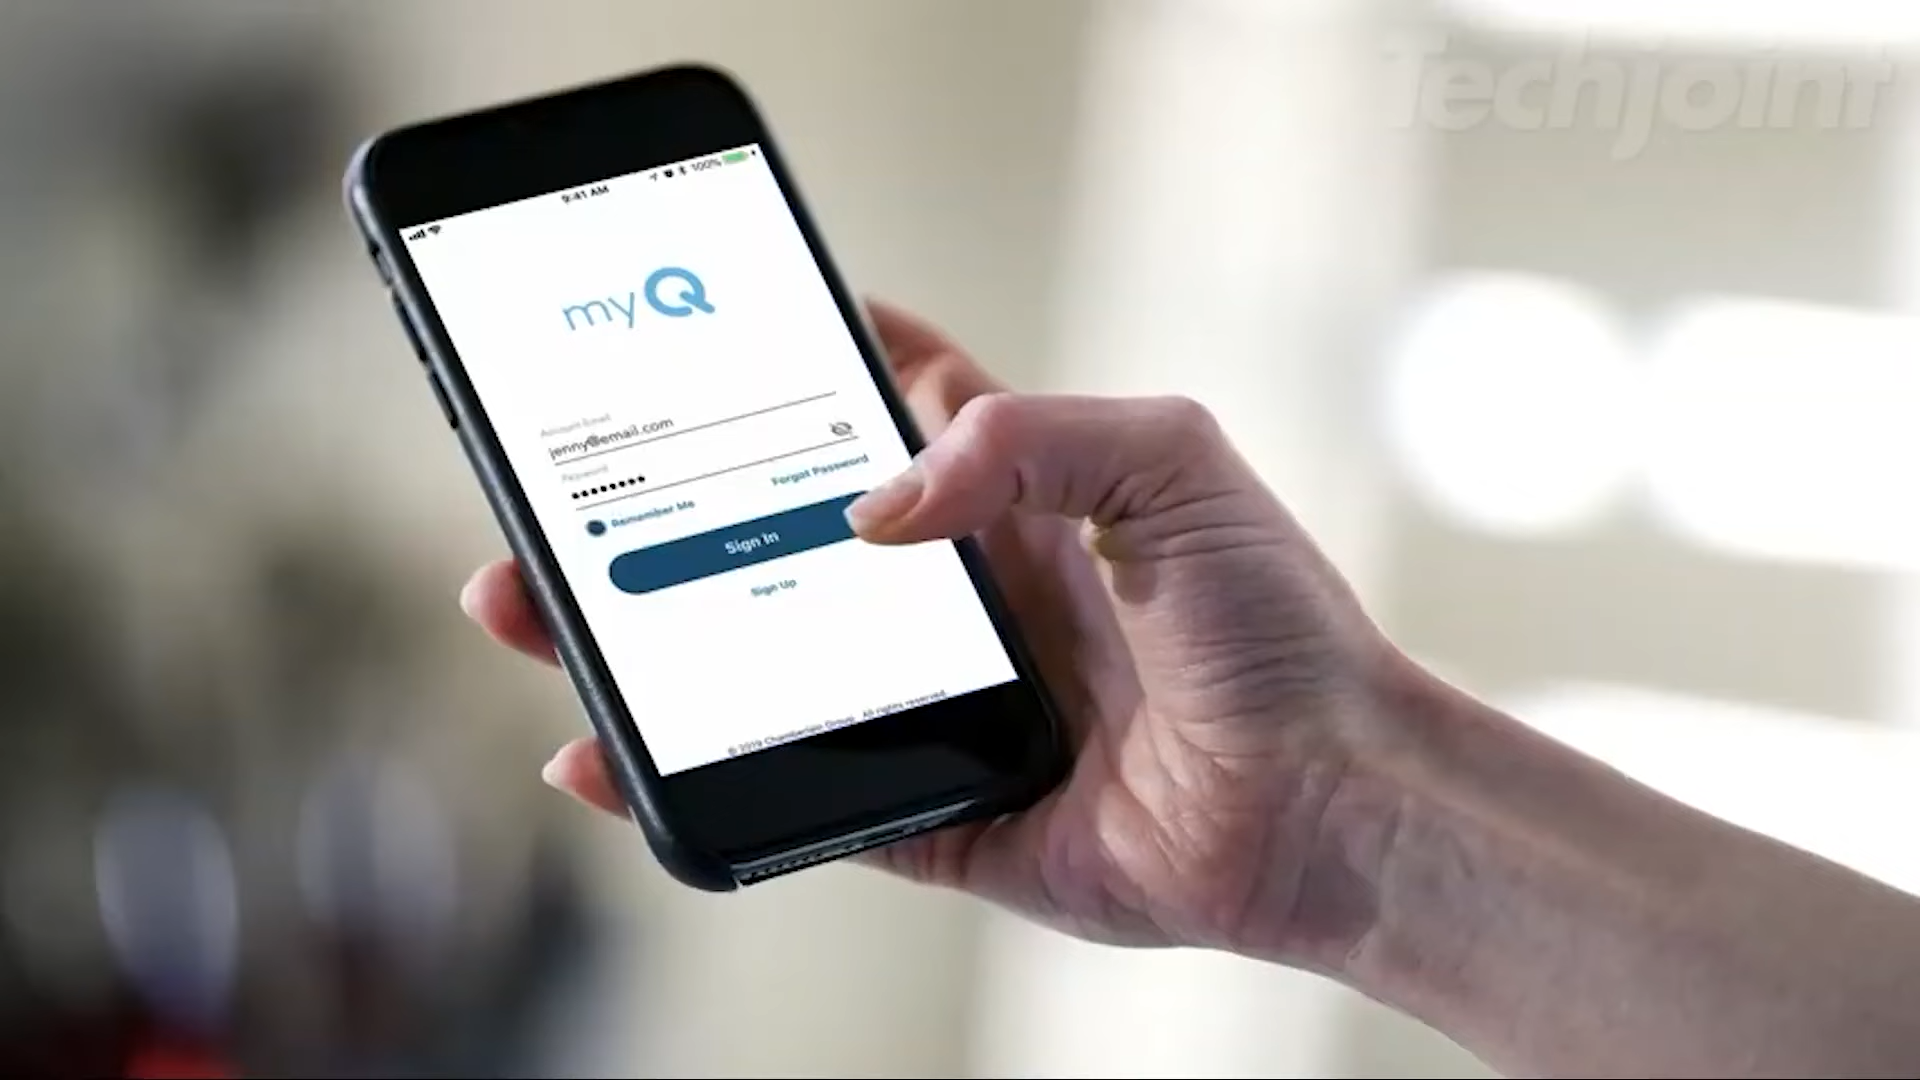 Techjoint
9:41 AM
100%
my Q
Account Email
jenny@email.com
Password
••••••••
Forgot Password
Remember Me
Sign In
Sign Up
© 2019 Chamberlain Group. All rights reserved